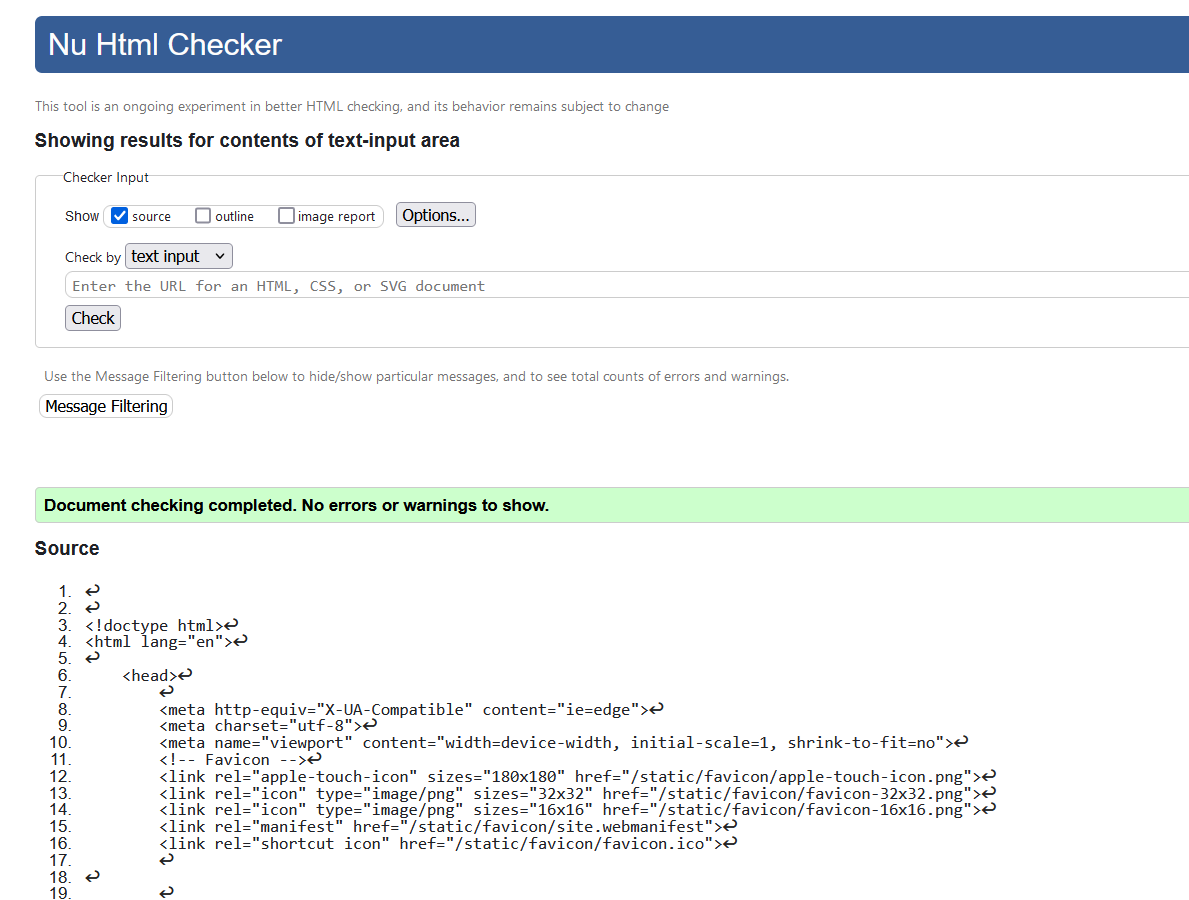 Nu Html Checker
This tool is an ongoing experiment in better HTML checking, and its behavior remains subject to change
Showing results for contents of text-input area
Checker Input
Show source outline image report Options...
Check by text input
Enter the URL for an HTML, CSS, or SVG document
Check
Use the Message Filtering button below to hide/show particular messages, and to see total counts of errors and warnings.
Message Filtering
Document checking completed. No errors or warnings to show.
Source
1. ↩
2. ↩
3. <!doctype html>↩
4. <html lang="en">↩
5. ↩
6. <head>↩
7. ↩
8. <meta http-equiv="X-UA-Compatible" content="ie=edge">↩
9. <meta charset="utf-8">↩
10. <meta name="viewport" content="width=device-width, initial-scale=1, shrink-to-fit=no">↩
11. <!-- Favicon -->↩
12. <link rel="apple-touch-icon" sizes="180x180" href="/static/favicon/apple-touch-icon.png">↩
13. <link rel="icon" type="image/png" sizes="32x32" href="/static/favicon/favicon-32x32.png">↩
14. <link rel="icon" type="image/png" sizes="16x16" href="/static/favicon/favicon-16x16.png">↩
15. <link rel="manifest" href="/static/favicon/site.webmanifest">↩
16. <link rel="shortcut icon" href="/static/favicon/favicon.ico">↩
17. ↩
18. ↩
19. ↩